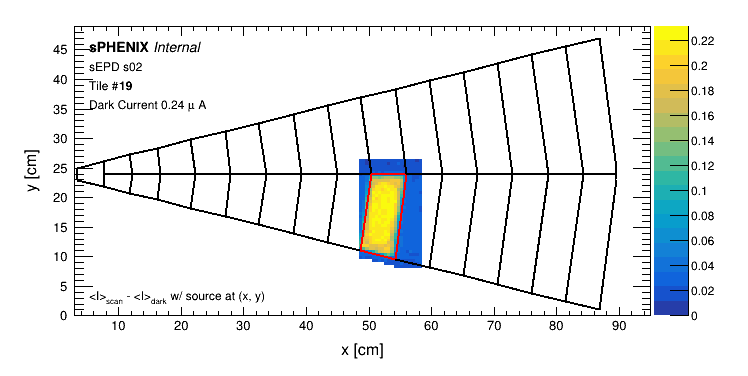 sPHENIX Internal
sEPD s02
Tile #19
Dark Current 0.24 μ A
<I>scan - <I>dark w/ source at (x, y)
y [cm]
45
40
35
30
25
20
15
10
5
0
10 20 30 40 50 60 70 80 90
x [cm]
0.22
0.2
0.18
0.16
0.14
0.12
0.1
0.08
0.06
0.04
0.02
0